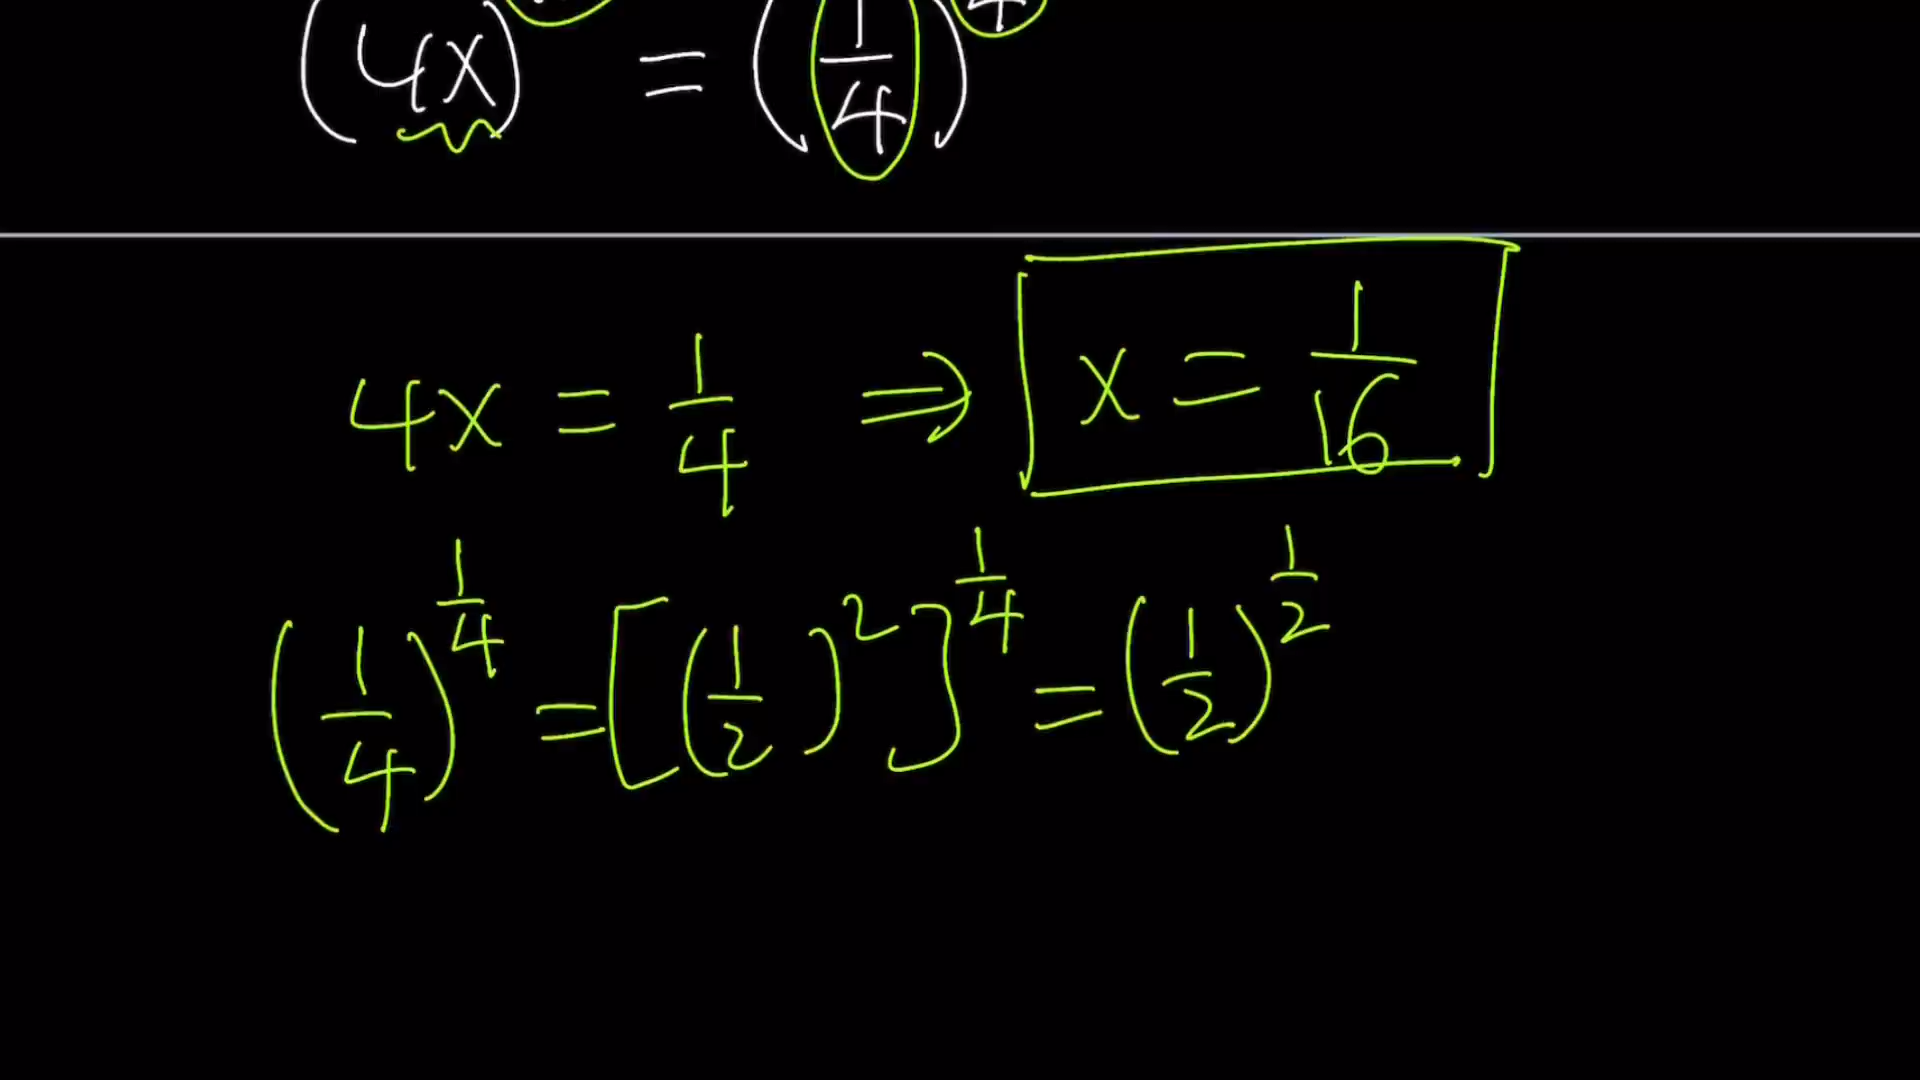 (4x) = (1/4)
4x = 1/4 ⇒ x = 1/16
(1/4)^(1/4) = [(1/2)^2]^(1/4) = (1/2)^(1/2)